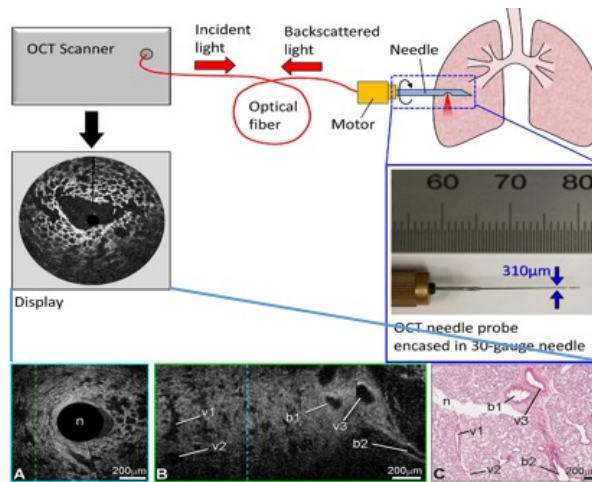 OCT Scanner
Incident
light
Backscattered
light
Needle
Optical
fiber
Motor
60 70 80
310μm
Display
OCT needle probe
encased in 30-gauge needle
n
A
200μm
v1
v2
b1
v3
b2
B
200μm
n
b1
v3
v1
v2
b2
C
200μm